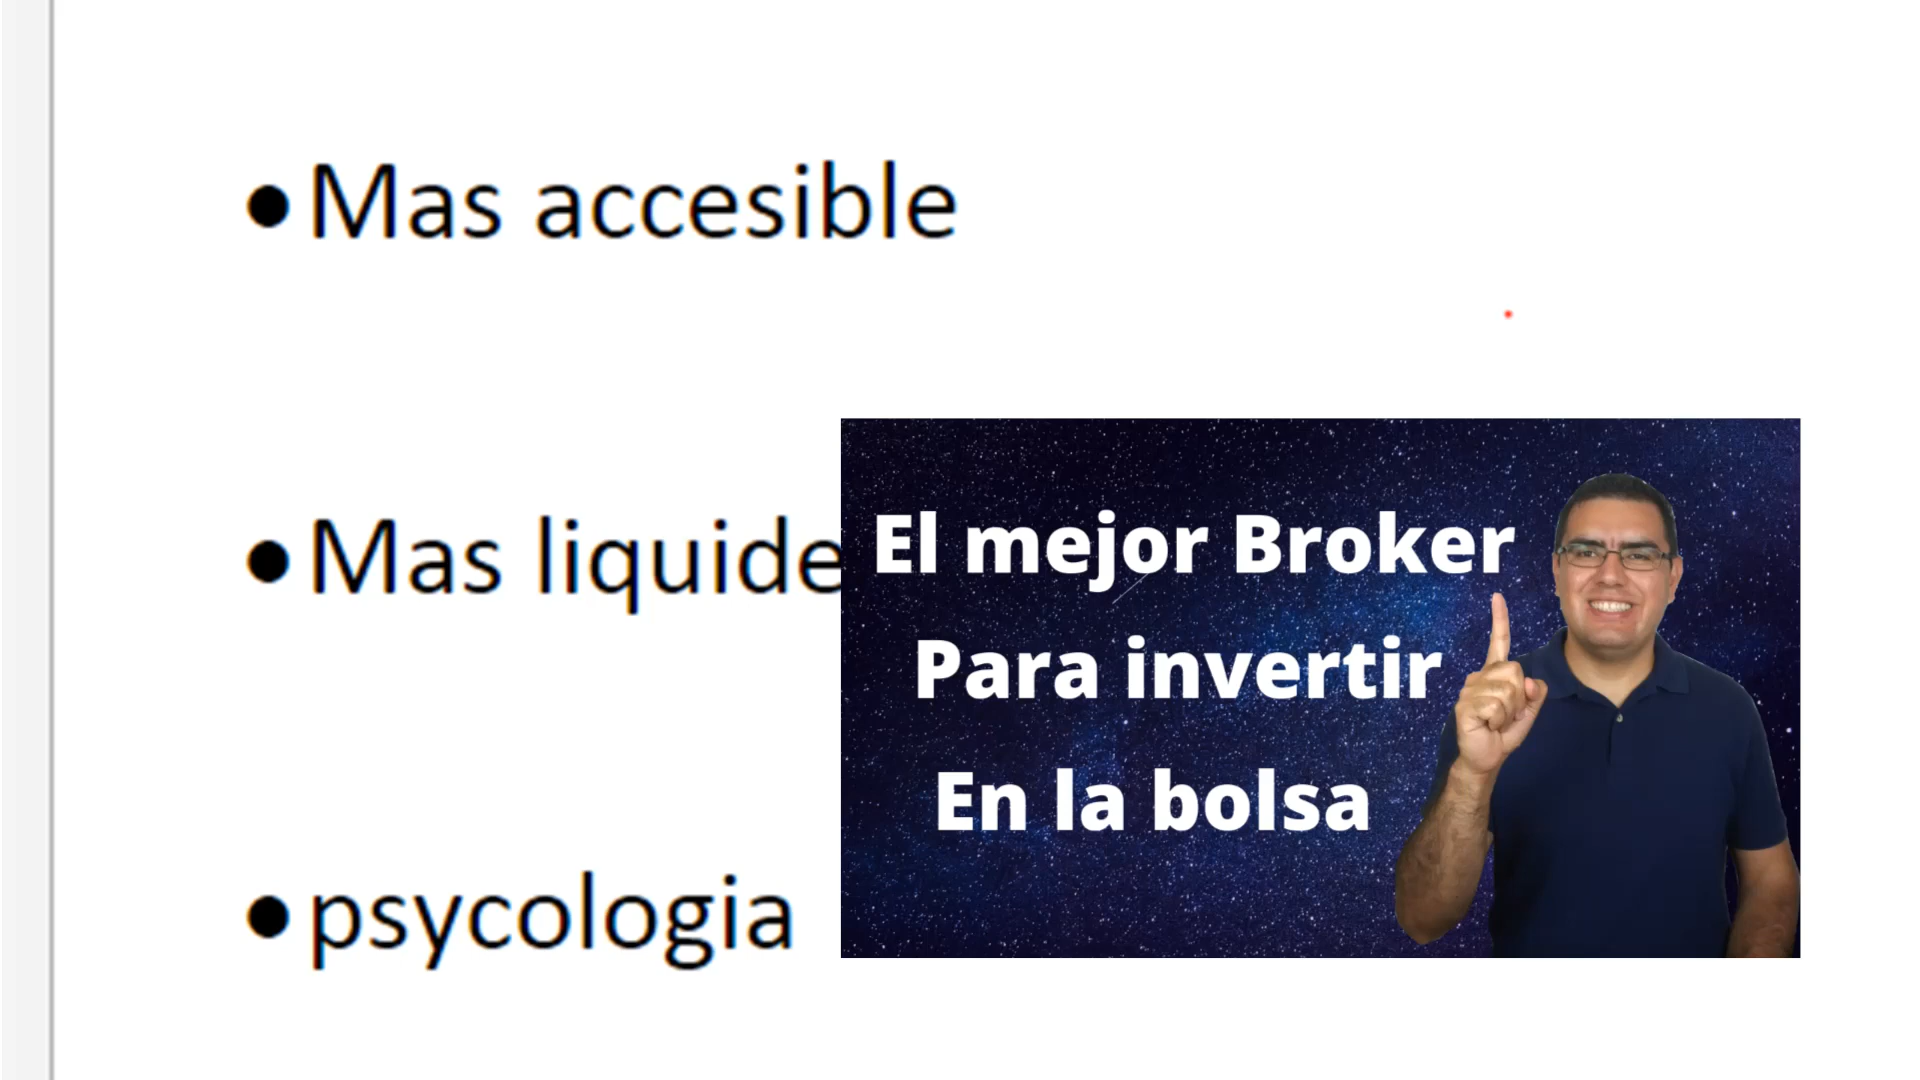 • Mas accesible
• Mas liquide
El mejor Broker
Para invertir
En la bolsa
• psycologia